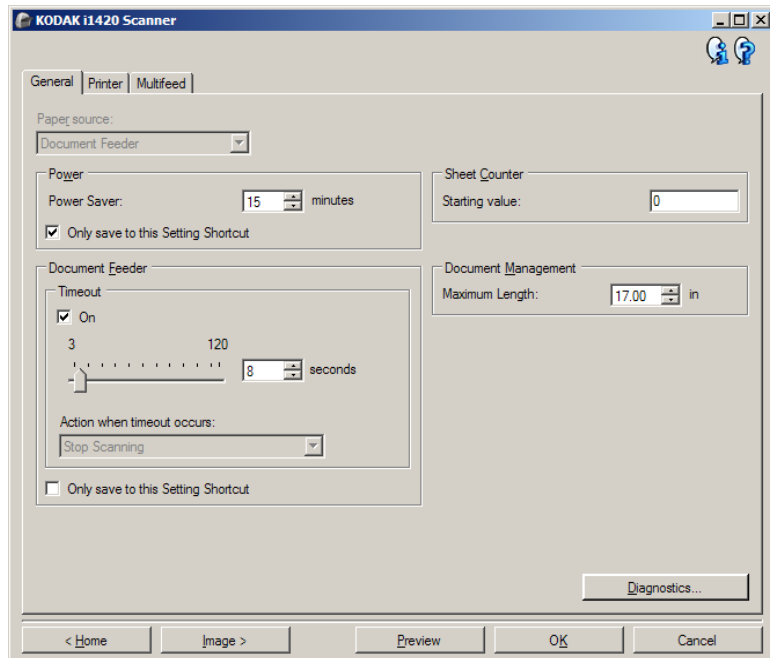 KODAK i1420 Scanner
General Printer Multifeed
Paper source:
Document Feeder
Power
Power Saver: 15 minutes
Only save to this Setting Shortcut
Sheet Counter
Starting value: 0
Document Feeder
Timeout
On
3 120
8 seconds
Action when timeout occurs:
Stop Scanning
Only save to this Setting Shortcut
Document Management
Maximum Length: 17.00 in
Diagnostics...
< Home Image > Preview OK Cancel